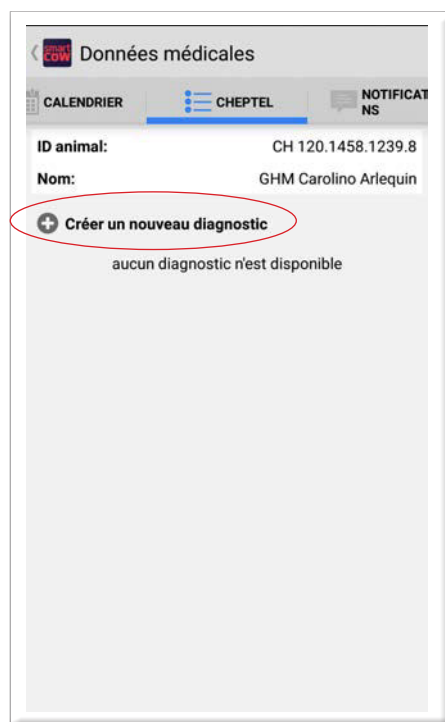 smart
cow
Données médicales
CALENDRIER
CHEPTEL
NOTIFICAT
NS
ID animal: CH 120.1458.1239.8
Nom: GHM Carolino Arlequin
Créer un nouveau diagnostic
aucun diagnostic n'est disponible